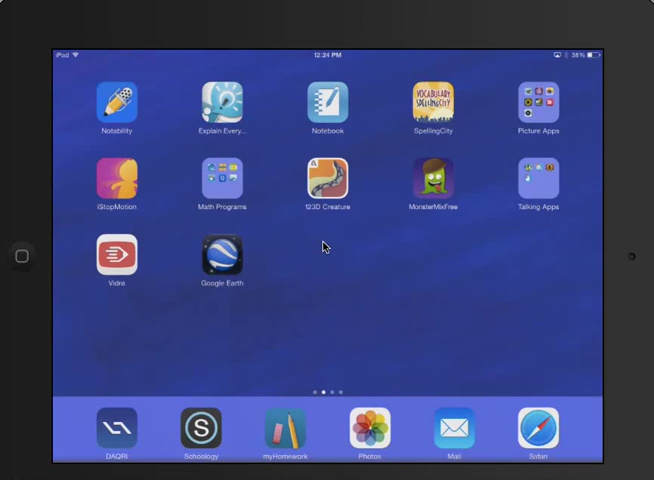 iPad 12:24 PM 38%
Notability Explain Every... Notebook SpellingCity Picture Apps
VOCABULARY
SPELLINGCITY
iStopMotion Math Programs 123D Creature MonsterMixFree Talking Apps
Vidra Google Earth
S
DAQRI Schoology myHomework Photos Mail Safari